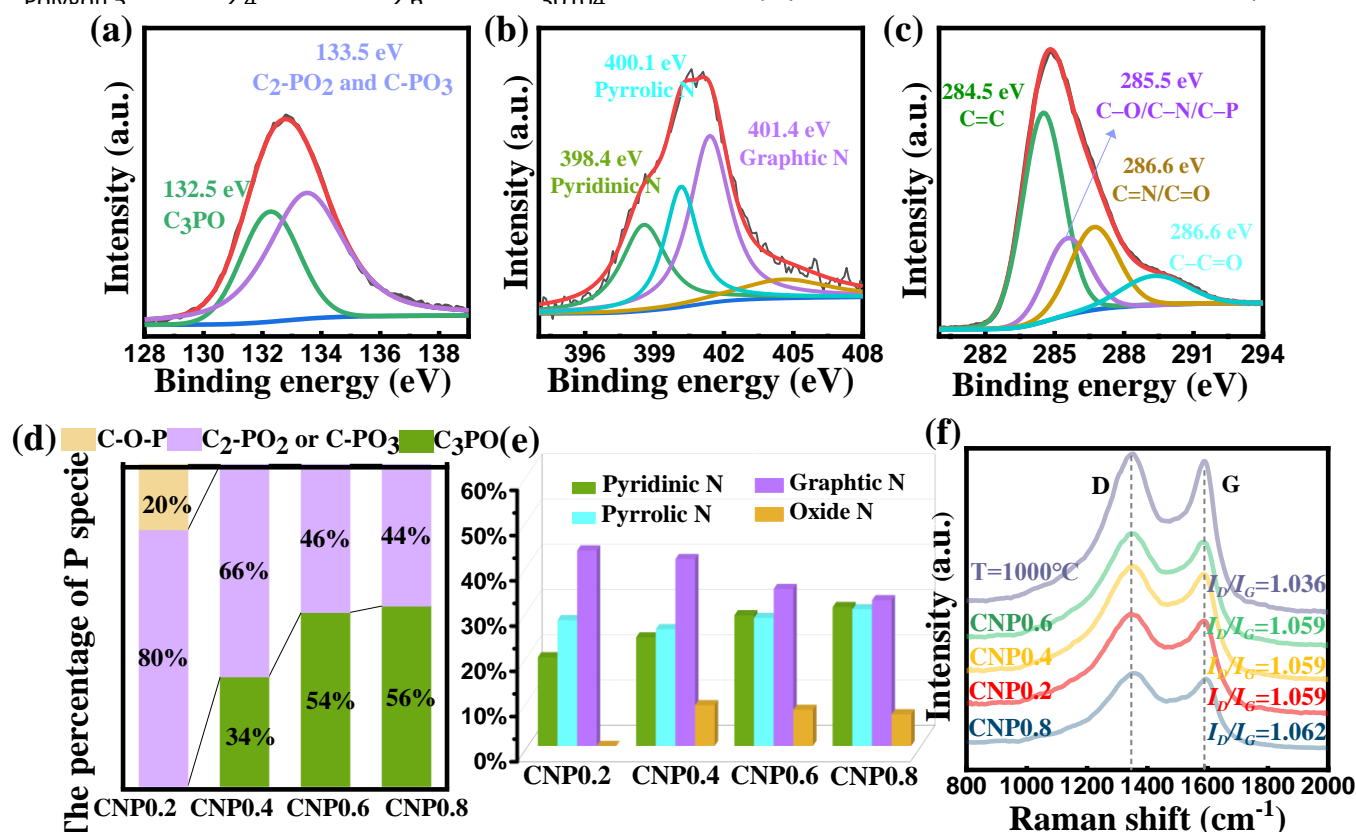 (a)
133.5 eV
C2-PO2 and C-PO3
132.5 eV
C3PO
Intensity (a.u.)
128 130 132 134 136 138
Binding energy (eV)
(b)
400.1 eV
Pyrrolic N
401.4 eV
Graphtic N
398.4 eV
Pyridinic N
Intensity (a.u.)
396 399 402 405 408
Binding energy (eV)
(c)
284.5 eV
C=C
285.5 eV
C–O/C–N/C–P
286.6 eV
C=N/C=O
286.6 eV
C–C=O
Intensity (a.u.)
282 285 288 291 294
Binding energy (eV)
(d)
C-O-P C2-PO2 or C-PO3 C3PO
The percentage of P specie
20%
80%
66%
34%
46%
54%
44%
56%
CNP0.2 CNP0.4 CNP0.6 CNP0.8
(e)
60%
50%
40%
30%
20%
10%
0%
Pyridinic N Graphtic N
Pyrrolic N Oxide N
CNP0.2 CNP0.4 CNP0.6 CNP0.8
(f)
Intensity (a.u.)
D G
T=1000°C ID/IG=1.036
CNP0.6 ID/IG=1.059
CNP0.4 ID/IG=1.059
CNP0.2 ID/IG=1.059
CNP0.8 ID/IG=1.062
800 1000 1200 1400 1600 1800 2000
Raman shift (cm-1)